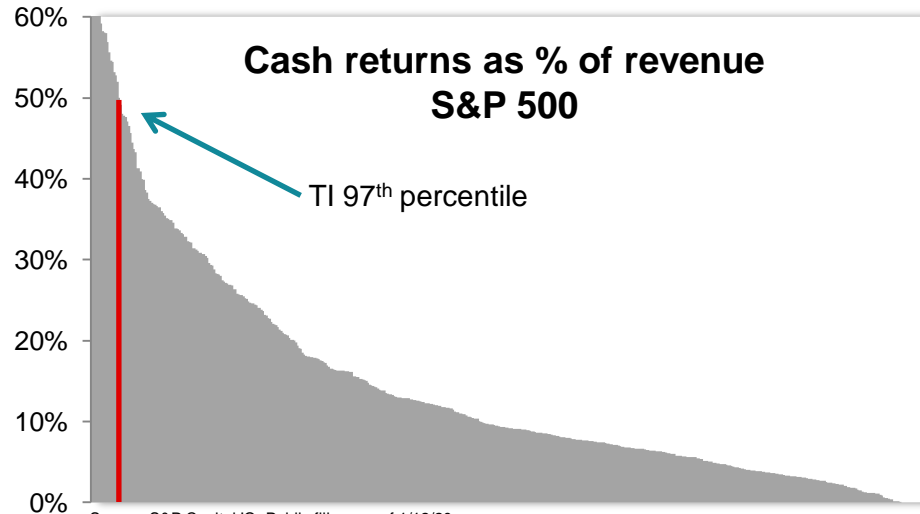 60%
Cash returns as % of revenue
S&P 500
50%
40%
TI 97th percentile
30%
20%
10%
0%